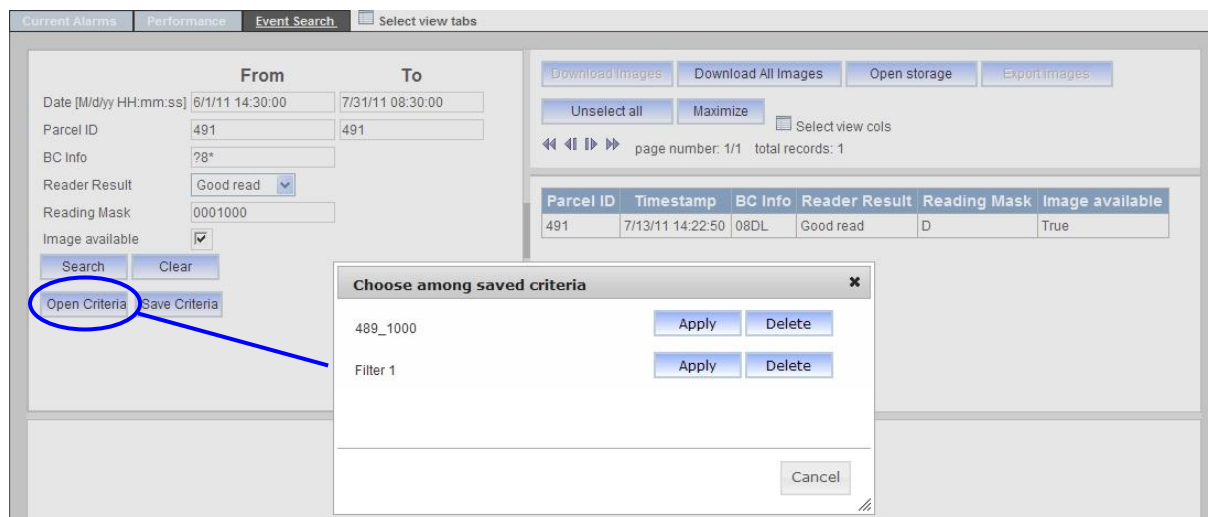 Current Alarms Performance Event Search Select view tabs
From To
Date [M/d/yy HH:mm:ss] 6/1/11 14:30:00 7/31/11 08:30:00
Parcel ID 491 491
BC Info ?8*
Reader Result Good read
Reading Mask 0001000
Image available
Search Clear
Open Criteria Save Criteria
Download Images Download All Images Open storage Export images
Unselect all Maximize Select view cols
page number: 1/1 total records: 1
Parcel ID Timestamp BC Info Reader Result Reading Mask Image available
491 7/13/11 14:22:50 08DL Good read D True
Choose among saved criteria
489_1000 Apply Delete
Filter 1 Apply Delete
Cancel